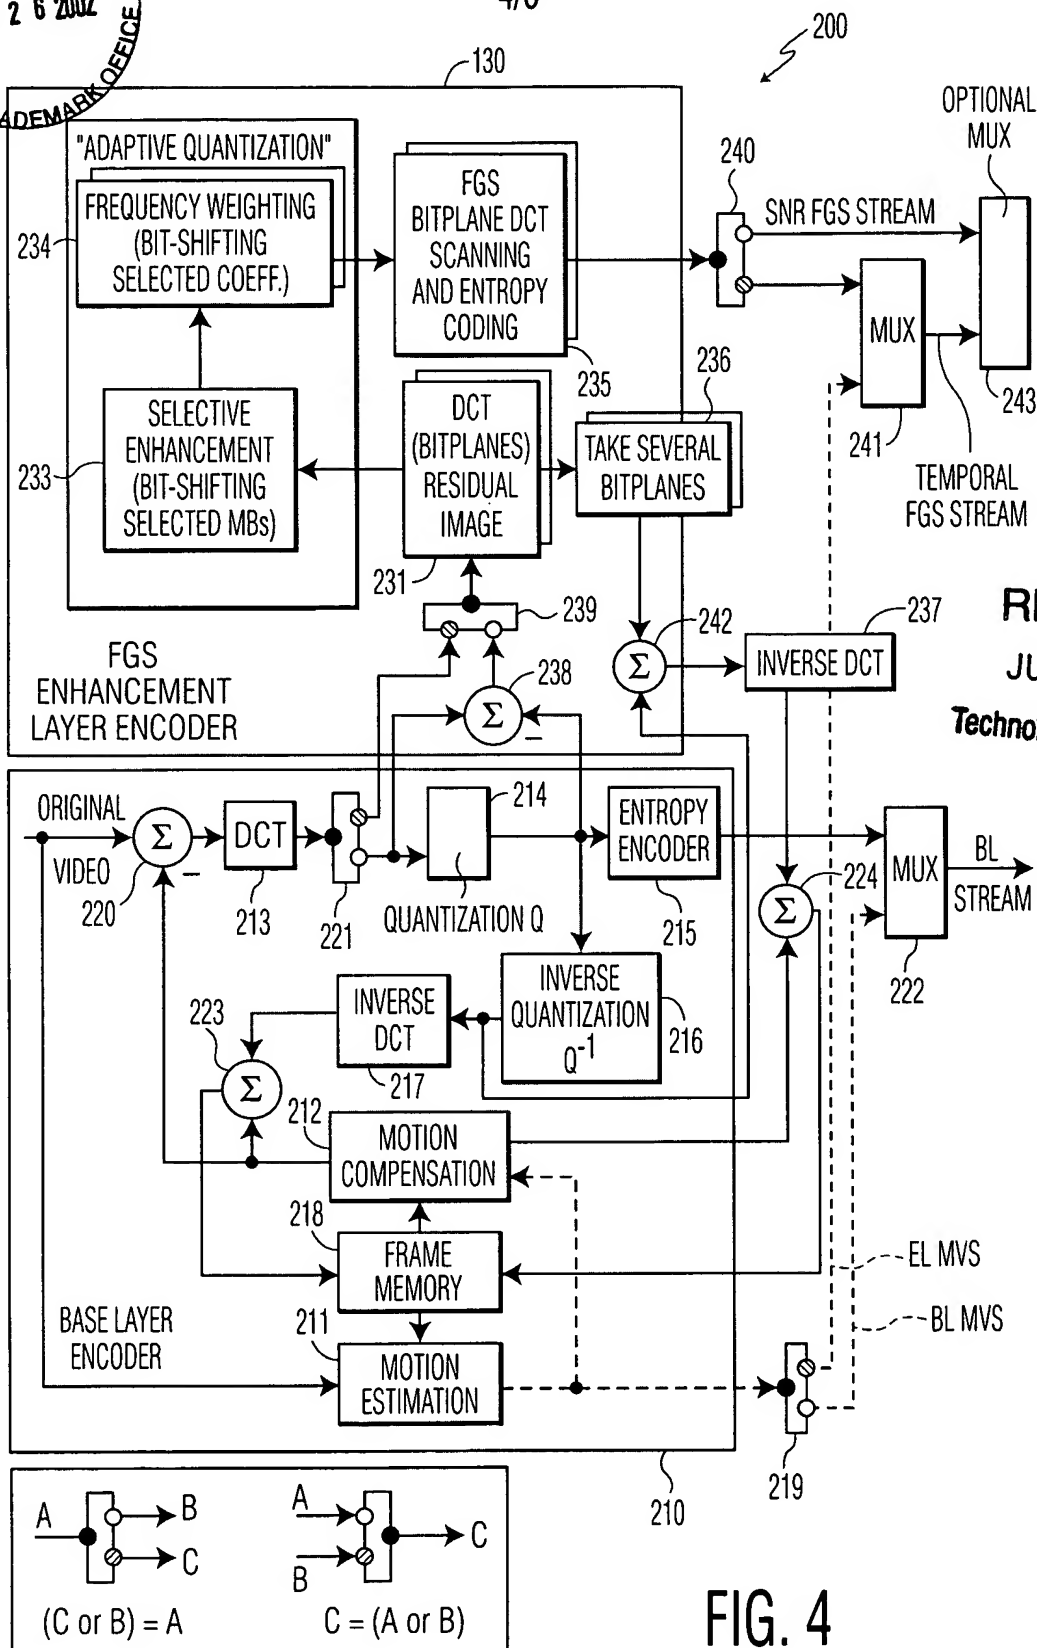 2 6 2002
ADEMARK OFFICE
4/6
200
130
OPTIONAL
MUX
"ADAPTIVE QUANTIZATION"
FREQUENCY WEIGHTING
(BIT-SHIFTING
SELECTED COEFF.)
234
FGS
BITPLANE DCT
SCANNING
AND ENTROPY
CODING
235
240
SNR FGS STREAM
MUX
241
243
TEMPORAL
FGS STREAM
SELECTIVE
ENHANCEMENT
(BIT-SHIFTING
SELECTED MBs)
233
DCT
(BITPLANES)
RESIDUAL
IMAGE
231
236
TAKE SEVERAL
BITPLANES
239
242
237
INVERSE DCT
238
Σ
Σ
–
FGS
ENHANCEMENT
LAYER ENCODER
Techno
ORIGINAL
VIDEO
Σ
–
220
DCT
213
221
214
QUANTIZATION Q
ENTROPY
ENCODER
215
224
Σ
MUX
222
BL
STREAM
INVERSE
QUANTIZATION
Q⁻¹
216
INVERSE
DCT
217
223
Σ
212
MOTION
COMPENSATION
218
FRAME
MEMORY
211
MOTION
ESTIMATION
BASE LAYER
ENCODER
EL MVS
BL MVS
219
210
A
B
C
(C or B) = A
A
B
C
C = (A or B)
FIG. 4